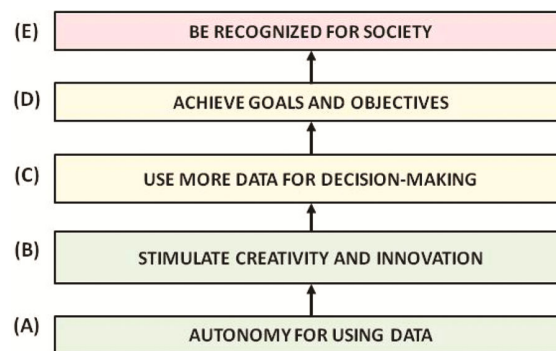 (E) BE RECOGNIZED FOR SOCIETY
(D) ACHIEVE GOALS AND OBJECTIVES
(C) USE MORE DATA FOR DECISION-MAKING
(B) STIMULATE CREATIVITY AND INNOVATION
(A) AUTONOMY FOR USING DATA